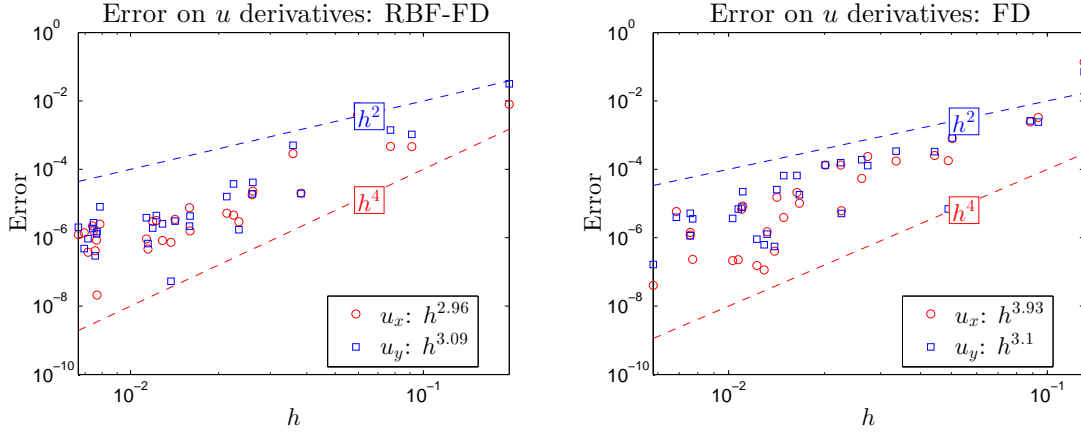 Error on u derivatives: RBF-FD
10^0
10^−2
10^−4
10^−6
10^−8
10^−10
Error
h^2
h^4
u_x: h^2.96
u_y: h^3.09
10^−2
10^−1
h
Error on u derivatives: FD
10^0
10^−2
10^−4
10^−6
10^−8
10^−10
Error
h^2
h^4
u_x: h^3.93
u_y: h^3.1
10^−2
10^−1
h